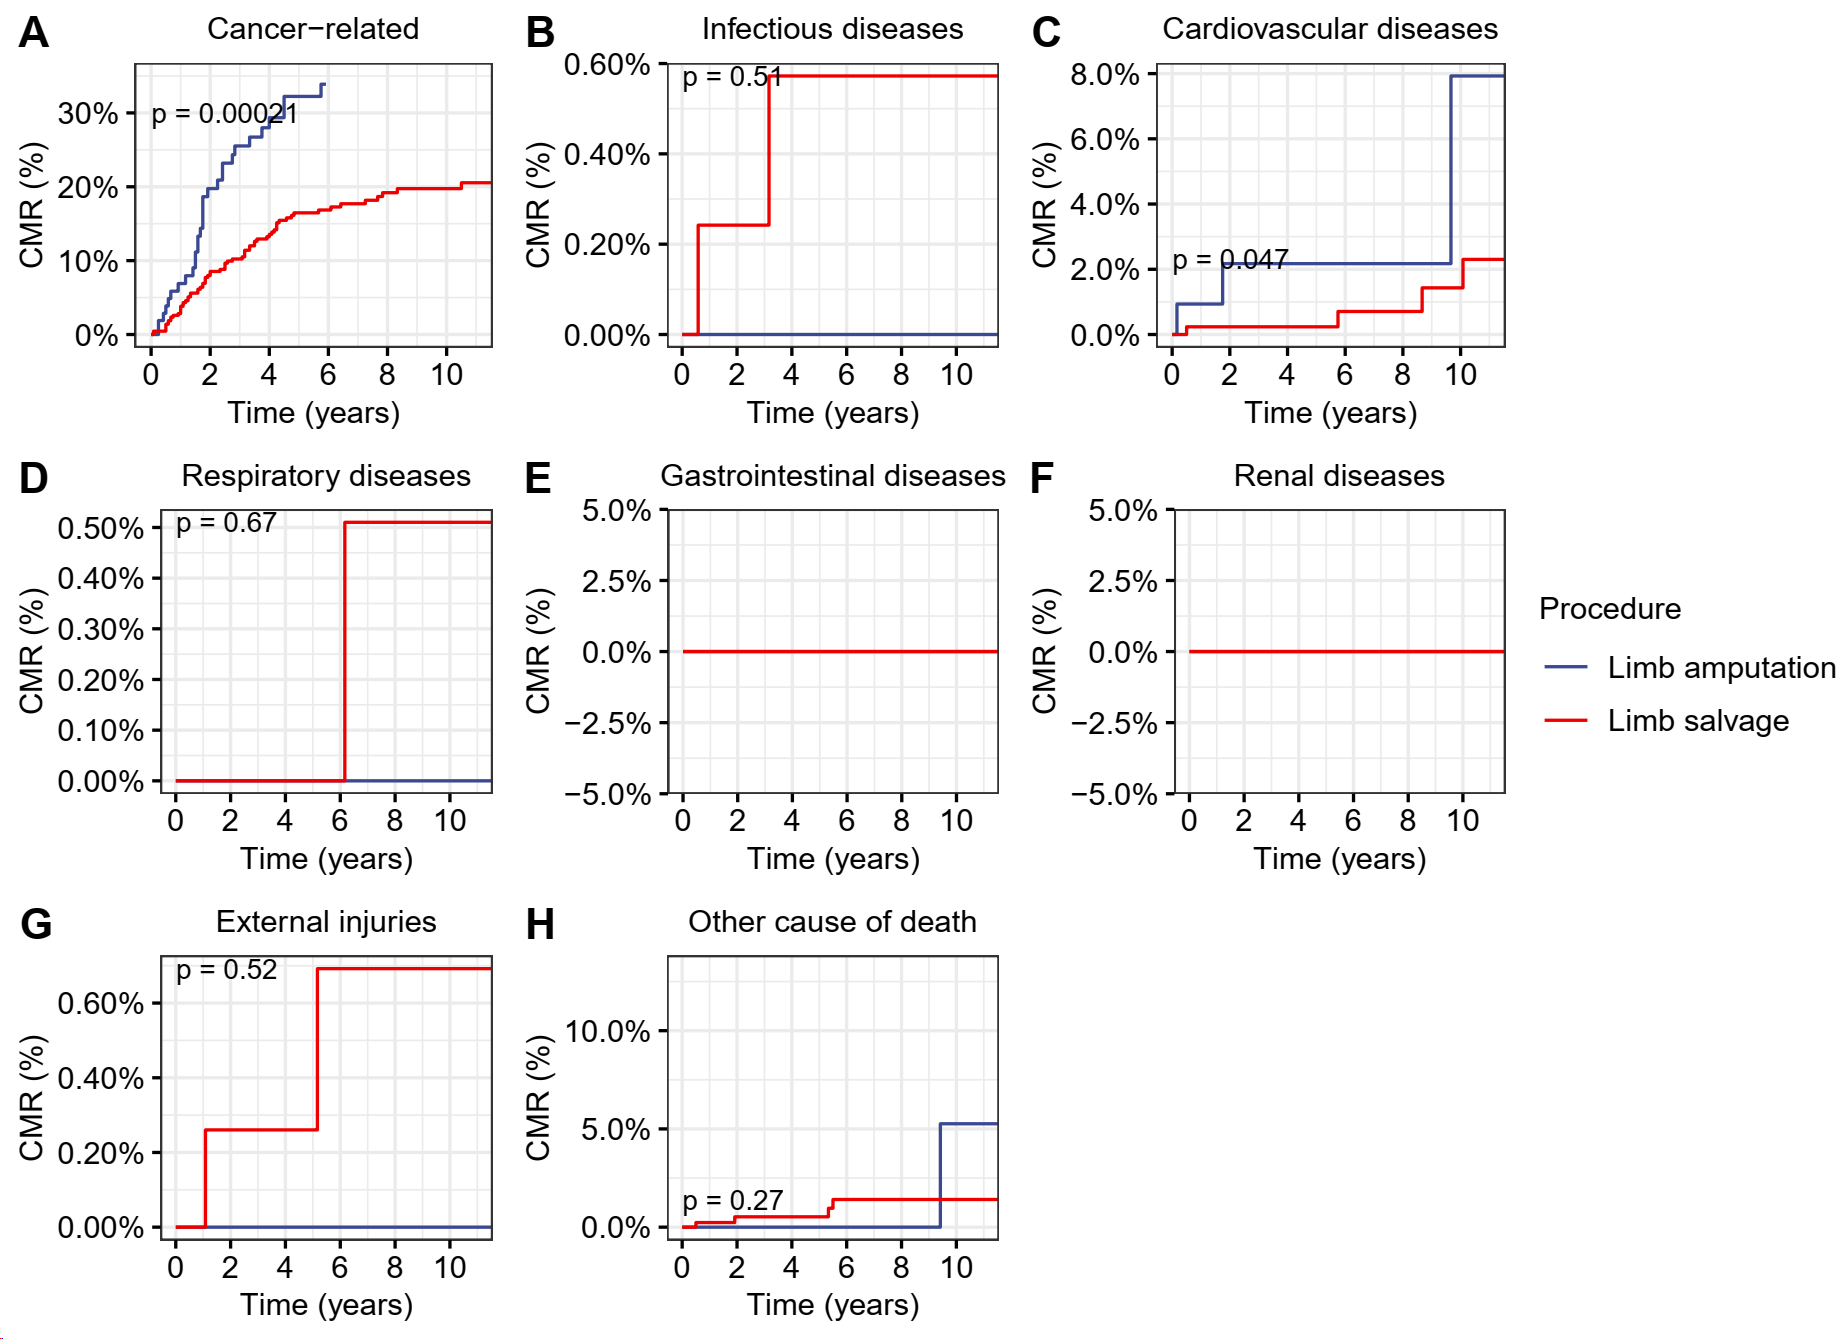 A Cancer−related
p = 0.00021
30%
20%
10%
0%
CMR (%)
0 2 4 6 8 10
Time (years)
B Infectious diseases
p = 0.51
0.60%
0.40%
0.20%
0.00%
CMR (%)
0 2 4 6 8 10
Time (years)
C Cardiovascular diseases
p = 0.047
8.0%
6.0%
4.0%
2.0%
0.0%
CMR (%)
0 2 4 6 8 10
Time (years)
D Respiratory diseases
p = 0.67
0.50%
0.40%
0.30%
0.20%
0.10%
0.00%
CMR (%)
0 2 4 6 8 10
Time (years)
E Gastrointestinal diseases
5.0%
2.5%
0.0%
−2.5%
−5.0%
CMR (%)
0 2 4 6 8 10
Time (years)
F Renal diseases
5.0%
2.5%
0.0%
−2.5%
−5.0%
CMR (%)
0 2 4 6 8 10
Time (years)
Procedure
Limb amputation
Limb salvage
G External injuries
p = 0.52
0.60%
0.40%
0.20%
0.00%
CMR (%)
0 2 4 6 8 10
Time (years)
H Other cause of death
p = 0.27
10.0%
5.0%
0.0%
CMR (%)
0 2 4 6 8 10
Time (years)